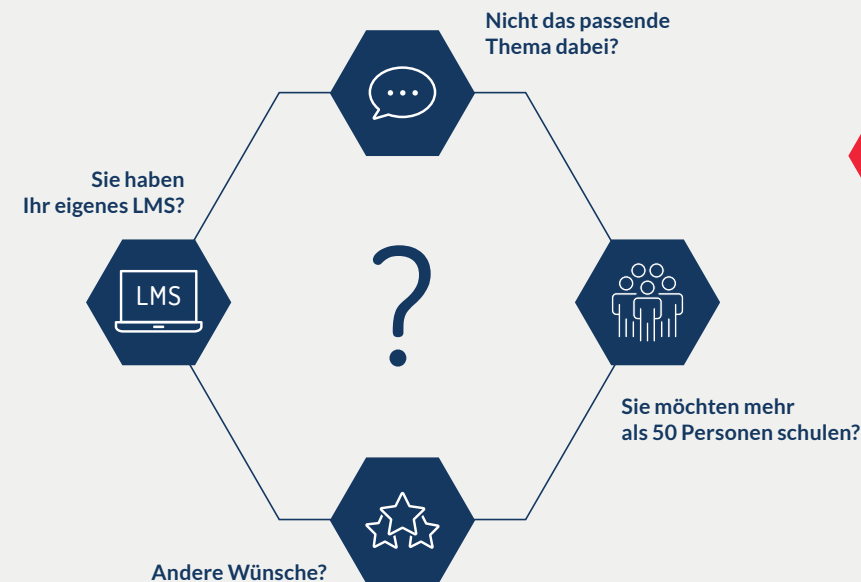 Nicht das passende
Thema dabei?
Sie haben
Ihr eigenes LMS?
LMS
?
Sie möchten mehr
als 50 Personen schulen?
Andere Wünsche?